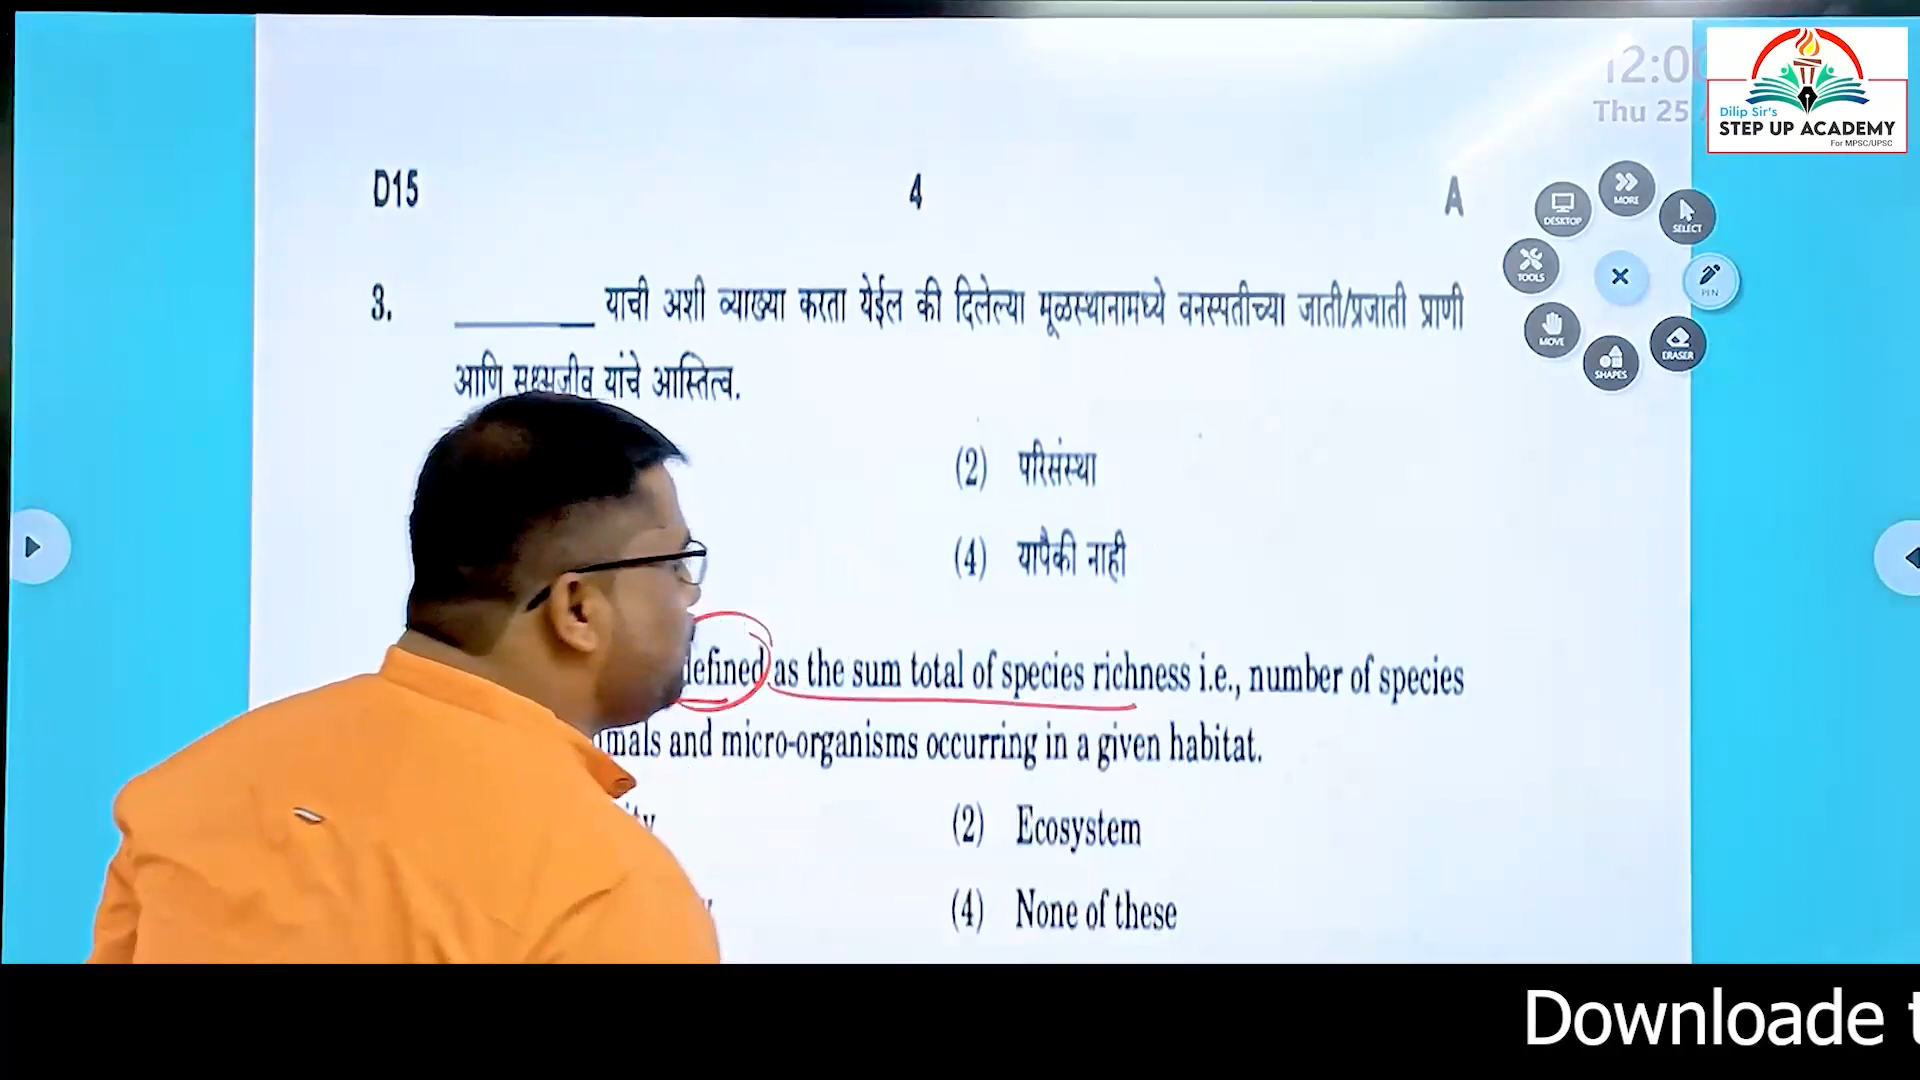 12:0
Thu 25
Dilip Sir's
STEP UP ACADEMY
For MPSC/UPSC
D15 4 A
MORE
DESKTOP
SELECT
TOOLS
PEN
MOVE
ERASER
SHAPES
3. याची अशी व्याख्या करता येईल की दिलेल्या मूळस्थानामध्ये वनस्पतीच्या जाती/प्रजाती प्राणी
आणि सूक्ष्मजीव यांचे आस्तित्व.
(2) परिसंस्था
(4) यापैकी नाही
defined as the sum total of species richness i.e., number of species
and micro-organisms occurring in a given habitat.
(2) Ecosystem
(4) None of these
Downloade